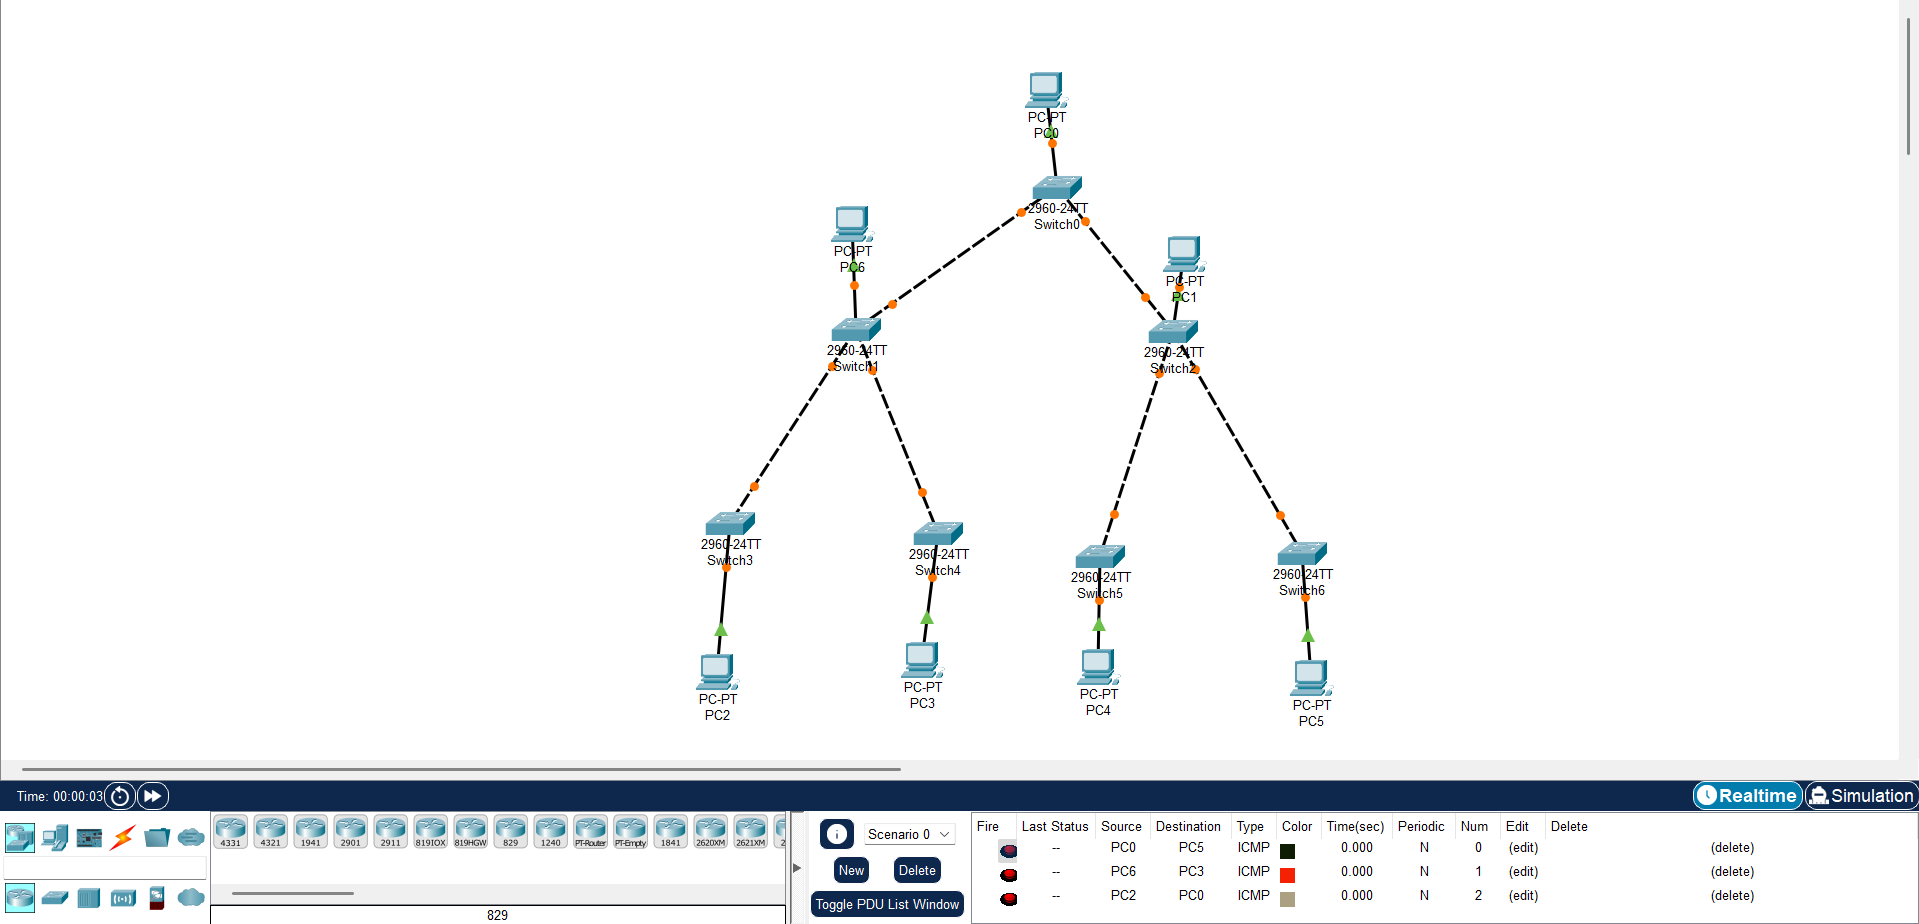 PC-PT
PC0
2960-24TT
Switch0
PC-PT
PC6
PC-PT
PC1
2960-24TT
Switch1
2960-24TT
Switch2
2960-24TT
Switch3
2960-24TT
Switch4
2960-24TT
Switch5
2960-24TT
Switch6
PC-PT
PC2
PC-PT
PC3
PC-PT
PC4
PC-PT
PC5
Time: 00:00:03
Realtime
Simulation
4331 4321 1941 2901 2911 819IOX 819HGW 829 1240 PT-Router PT-Empty 1841 2620XM 2621XM 2
829
Scenario 0
New
Delete
Toggle PDU List Window
Fire Last Status Source Destination Type Color Time(sec) Periodic Num Edit Delete
-- PC0 PC5 ICMP 0.000 N 0 (edit) (delete)
-- PC6 PC3 ICMP 0.000 N 1 (edit) (delete)
-- PC2 PC0 ICMP 0.000 N 2 (edit) (delete)